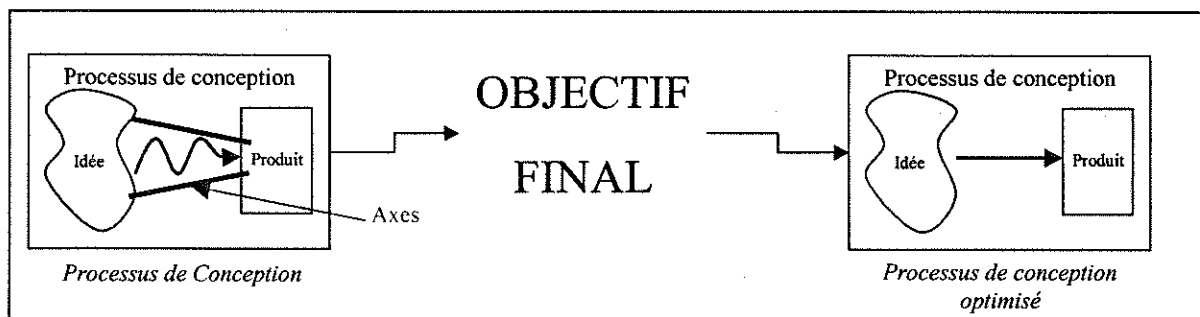 Processus de conception
Idée
Produit
Axes
Processus de Conception
OBJECTIF
FINAL
Processus de conception
Idée
Produit
Processus de conception
optimisé